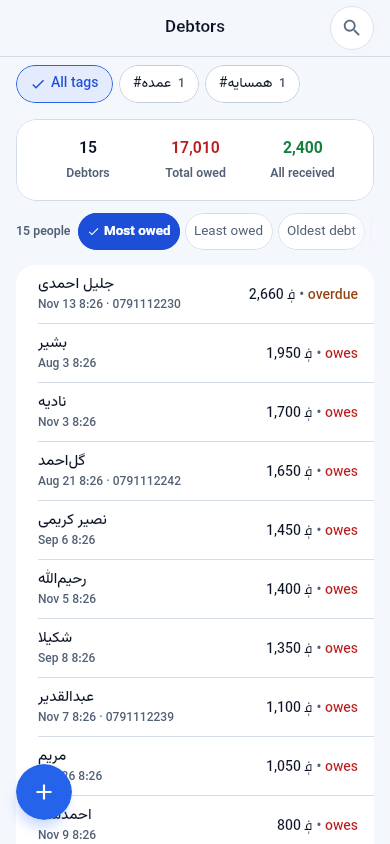 Debtors
All tags
#عمده 1
#همسایه 1
15
Debtors
17,010
Total owed
2,400
All received
15 people
Most owed
Least owed
Oldest debt
جلیل احمدی
Nov 13 8:26 · 0791112230
2,660 ؋ • overdue
بشیر
Aug 3 8:26
1,950 ؋ • owes
نادیه
Nov 3 8:26
1,700 ؋ • owes
گل‌احمد
Aug 21 8:26 · 0791112242
1,650 ؋ • owes
نصیر کریمی
Sep 6 8:26
1,450 ؋ • owes
رحیم‌الله
Nov 5 8:26
1,400 ؋ • owes
شکیلا
Sep 8 8:26
1,350 ؋ • owes
عبدالقدیر
Nov 7 8:26 · 0791112239
1,100 ؋ • owes
مریم
8:26
1,050 ؋ • owes
Nov 9 8:26
800 ؋ • owes